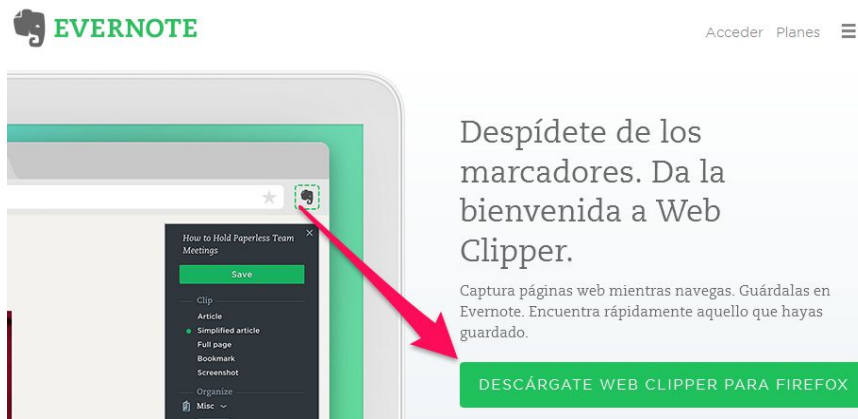 EVERNOTE
Acceder Planes
Despídete de los
marcadores. Da la
bienvenida a Web
Clipper.
Captura páginas web mientras navegas. Guárdalas en
Evernote. Encuentra rápidamente aquello que hayas
guardado.
DESCÁRGATE WEB CLIPPER PARA FIREFOX
How to Hold Paperless Team
Meetings
Save
Clip
Article
Simplified article
Full page
Bookmark
Screenshot
Organize
Misc